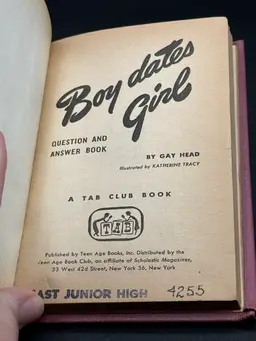 Boy dates
Girl
QUESTION AND
ANSWER BOOK
BY GAY HEAD
Illustrated by KATHERINE TRACY
A TAB CLUB BOOK
TAB
Published by Teen Age Books, Inc. Distributed by the
Teen Age Book Club, an affiliate of Scholastic Magazines,
33 West 42d Street, New York 36, New York
EAST JUNIOR HIGH 4255